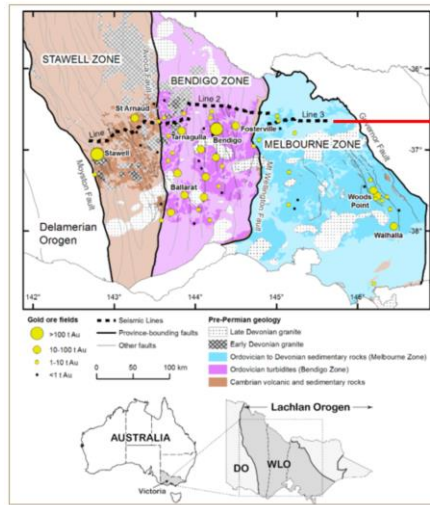 STAWELL ZONE
BENDIGO ZONE
36°
St Arnaud
Avoca Fault
Line 2
Line 3
Line
Stawell
Tarnagulla
Bendigo
Fosterville
Governor Fault
37°
MELBOURNE ZONE
Moyston Fault
Ballarat
Mt William Fault
Woods
Point
Delamerian
Orogen
38°
Walhalla
142°
143°
144°
145°
146°
Gold ore fields
>100 t Au
10-100 t Au
1-10 t Au
<1 t Au
Seismic Lines
Province-bounding faults
Other faults
0 50 100
km
Pre-Permian geology
Late Devonian granite
Early Devonian granite
Ordovician to Devonian sedimentary rocks (Melbourne Zone)
Ordovician turbidites (Bendigo Zone)
Cambrian volcanic and sedimentary rocks
Lachlan Orogen
AUSTRALIA
DO
WLO
Victoria